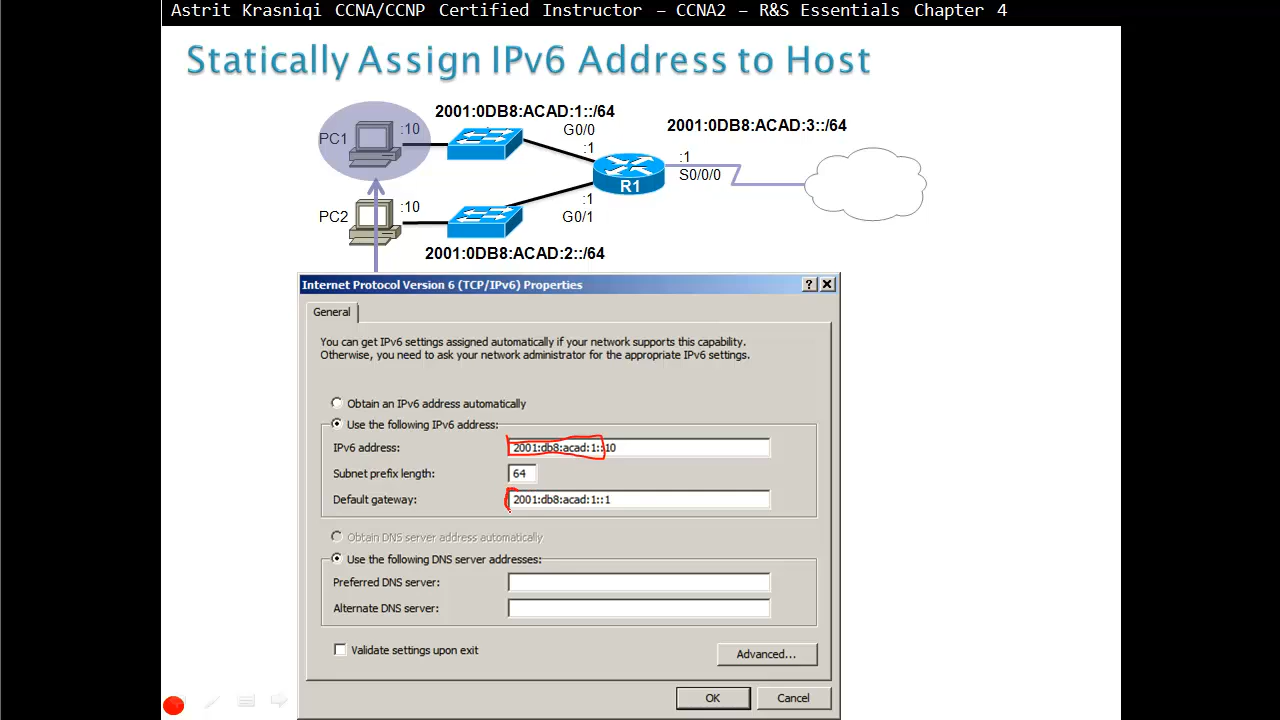 Astrit Krasniqi CCNA/CCNP Certified Instructor – CCNA2 – R&S Essentials Chapter 4
Statically Assign IPv6 Address to Host
2001:0DB8:ACAD:1::/64
2001:0DB8:ACAD:3::/64
PC1
:10
G0/0
:1
:1
S0/0/0
R1
PC2
:10
:1
G0/1
2001:0DB8:ACAD:2::/64
Internet Protocol Version 6 (TCP/IPv6) Properties
General
You can get IPv6 settings assigned automatically if your network supports this capability.
Otherwise, you need to ask your network administrator for the appropriate IPv6 settings.
Obtain an IPv6 address automatically
Use the following IPv6 address:
IPv6 address: 2001:db8:acad:1::10
Subnet prefix length: 64
Default gateway: 2001:db8:acad:1::1
Obtain DNS server address automatically
Use the following DNS server addresses:
Preferred DNS server:
Alternate DNS server:
Validate settings upon exit
Advanced...
OK Cancel